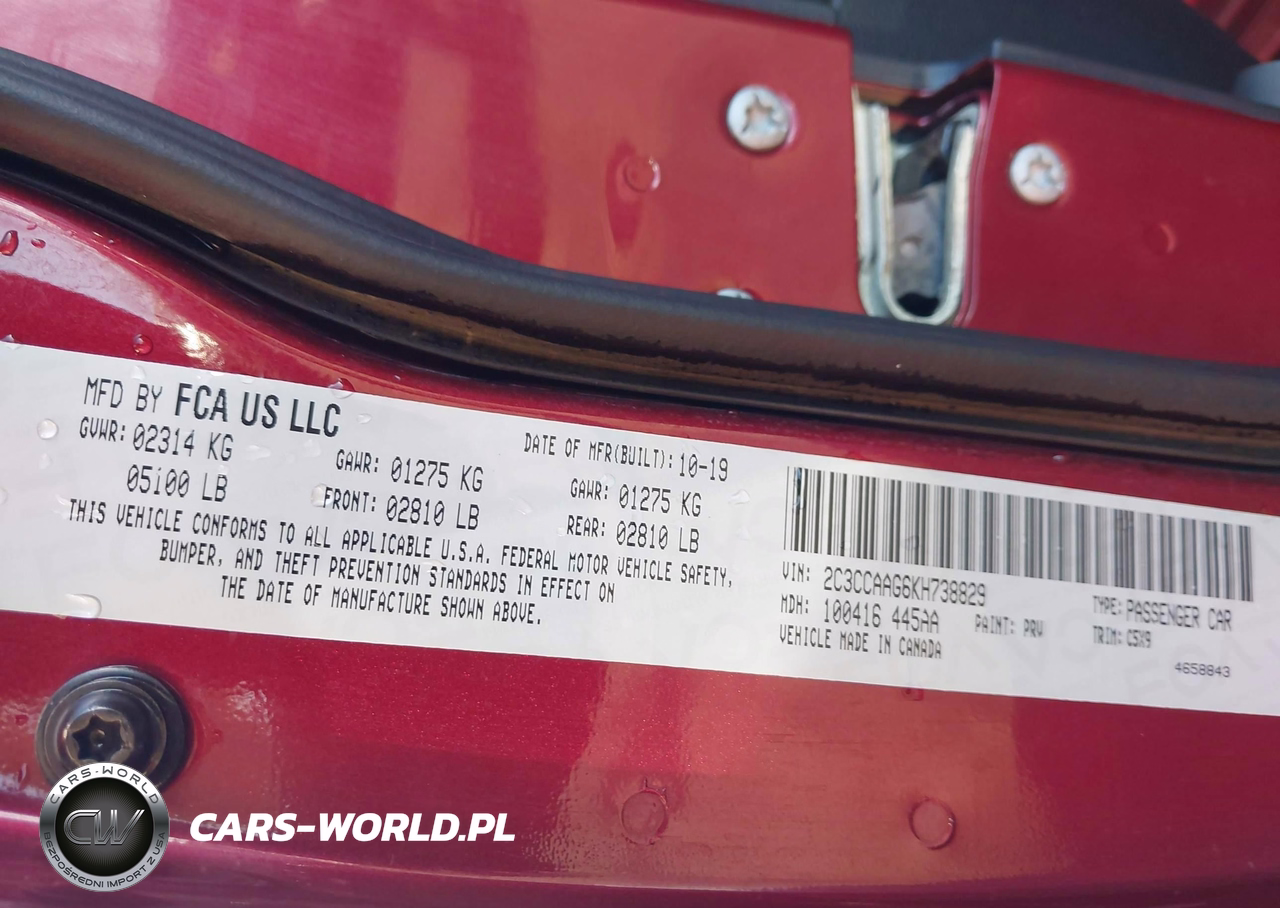 MFD BY FCA US LLC
GVWR: 02314 KG
05100 LB
GAWR: 01275 KG
FRONT: 02810 LB
DATE OF MFR(BUILT): 10-19
GAWR: 01275 KG
REAR: 02810 LB
THIS VEHICLE CONFORMS TO ALL APPLICABLE U.S.A. FEDERAL MOTOR VEHICLE SAFETY,
BUMPER, AND THEFT PREVENTION STANDARDS IN EFFECT ON
THE DATE OF MANUFACTURE SHOWN ABOVE.
VIN: 2C3CCAAG6KH738829
TYPE: PASSENGER CAR
MDH: 100416 445AA
PAINT: PRV
TRIM: C5X9
VEHICLE MADE IN CANADA
4658843
CARS-WORLD
CW
BEZPOŚREDNI IMPORT Z USA
CARS-WORLD.PL